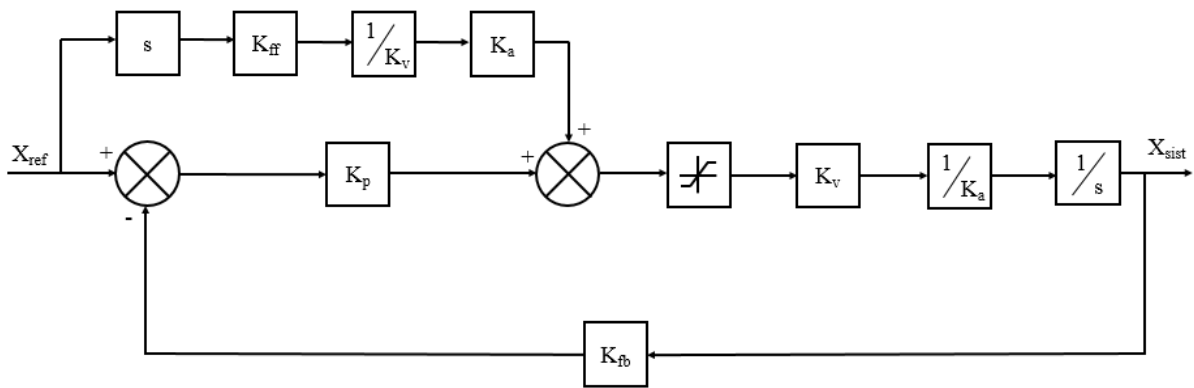 s
K_ff
1/K_v
K_a
+
X_ref
+
K_p
+
K_v
1/K_a
1/s
X_sist
-
K_fb